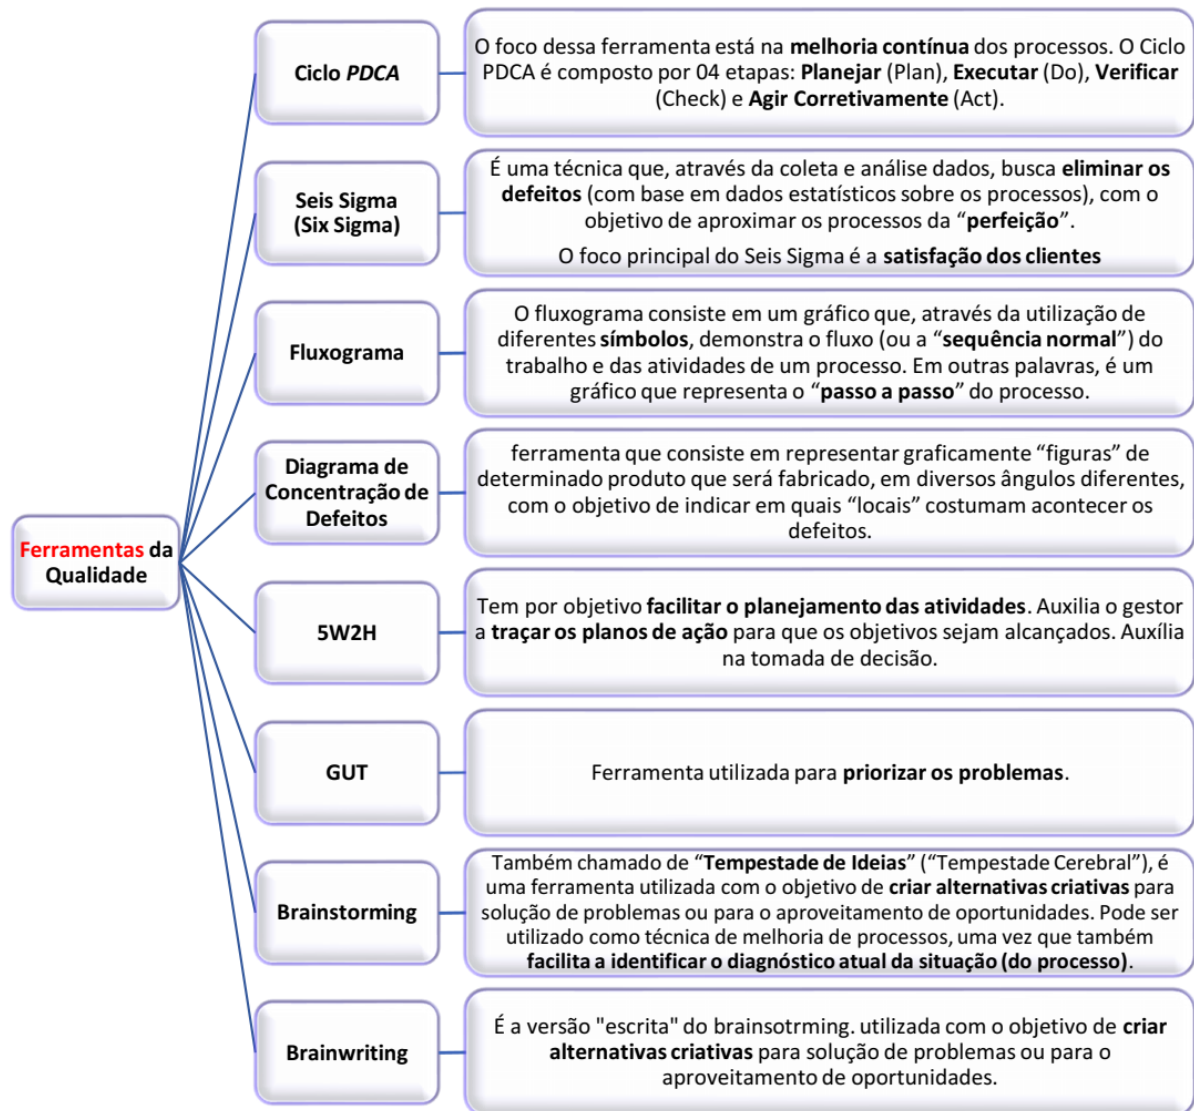 Ciclo PDCA
O foco dessa ferramenta está na melhoria contínua dos processos. O Ciclo
PDCA é composto por 04 etapas: Planejar (Plan), Executar (Do), Verificar
(Check) e Agir Corretivamente (Act).
Seis Sigma
(Six Sigma)
É uma técnica que, através da coleta e análise dados, busca eliminar os
defeitos (com base em dados estatísticos sobre os processos), com o
objetivo de aproximar os processos da “perfeição”.
O foco principal do Seis Sigma é a satisfação dos clientes
Fluxograma
O fluxograma consiste em um gráfico que, através da utilização de
diferentes símbolos, demonstra o fluxo (ou a “sequência normal”) do
trabalho e das atividades de um processo. Em outras palavras, é um
gráfico que representa o “passo a passo” do processo.
Diagrama de
Concentração de
Defeitos
ferramenta que consiste em representar graficamente “figuras” de
determinado produto que será fabricado, em diversos ângulos diferentes,
com o objetivo de indicar em quais “locais” costumam acontecer os
defeitos.
Ferramentas da
Qualidade
5W2H
Tem por objetivo facilitar o planejamento das atividades. Auxilia o gestor
a traçar os planos de ação para que os objetivos sejam alcançados. Auxília
na tomada de decisão.
GUT
Ferramenta utilizada para priorizar os problemas.
Brainstorming
Também chamado de “Tempestade de Ideias” (“Tempestade Cerebral”), é
uma ferramenta utilizada com o objetivo de criar alternativas criativas para
solução de problemas ou para o aproveitamento de oportunidades. Pode ser
utilizado como técnica de melhoria de processos, uma vez que também
facilita a identificar o diagnóstico atual da situação (do processo).
Brainwriting
É a versão "escrita" do brainsotrming. utilizada com o objetivo de criar
alternativas criativas para solução de problemas ou para o
aproveitamento de oportunidades.